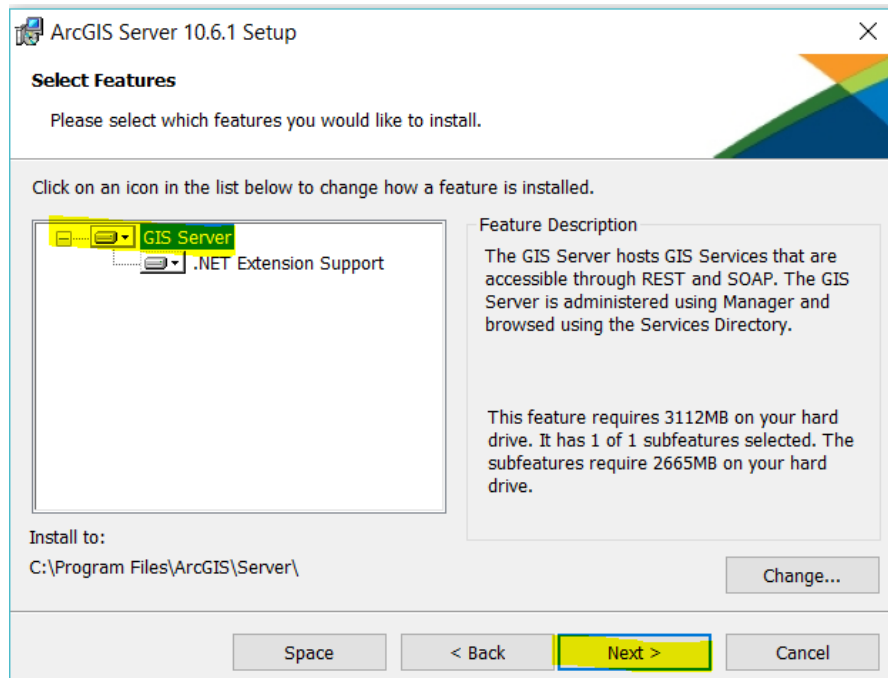 ArcGIS Server 10.6.1 Setup
Select Features
Please select which features you would like to install.
Click on an icon in the list below to change how a feature is installed.
GIS Server
.NET Extension Support
Feature Description
The GIS Server hosts GIS Services that are
accessible through REST and SOAP. The GIS
Server is administered using Manager and
browsed using the Services Directory.
This feature requires 3112MB on your hard
drive. It has 1 of 1 subfeatures selected. The
subfeatures require 2665MB on your hard
drive.
Install to:
C:\Program Files\ArcGIS\Server\
Change...
Space
< Back
Next >
Cancel